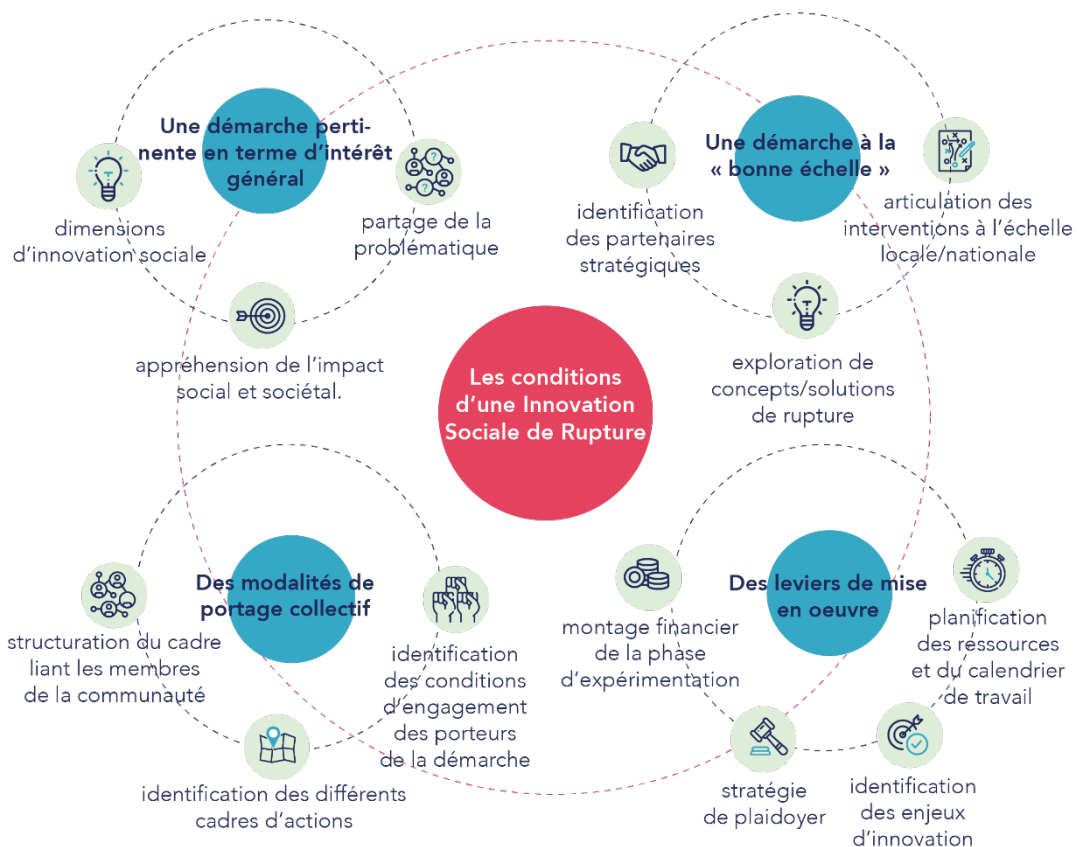 Une démarche perti-
nente en terme d'intérêt
général
dimensions
d'innovation sociale
partage de la
problématique
appréhension de l'impact
social et sociétal.
Une démarche à la
« bonne échelle »
identification
des partenaires
stratégiques
articulation des
interventions à l'échelle
locale/nationale
exploration de
concepts/solutions
de rupture
Les conditions
d'une Innovation
Sociale de Rupture
Des modalités de
portage collectif
structuration du cadre
liant les membres
de la communauté
identification
des conditions
d'engagement
des porteurs
de la démarche
identification des différents
cadres d'actions
Des leviers de mise
en oeuvre
montage financier
de la phase
d'expérimentation
planification
des ressources
et du calendrier
de travail
stratégie
de plaidoyer
identification
des enjeux
d'innovation